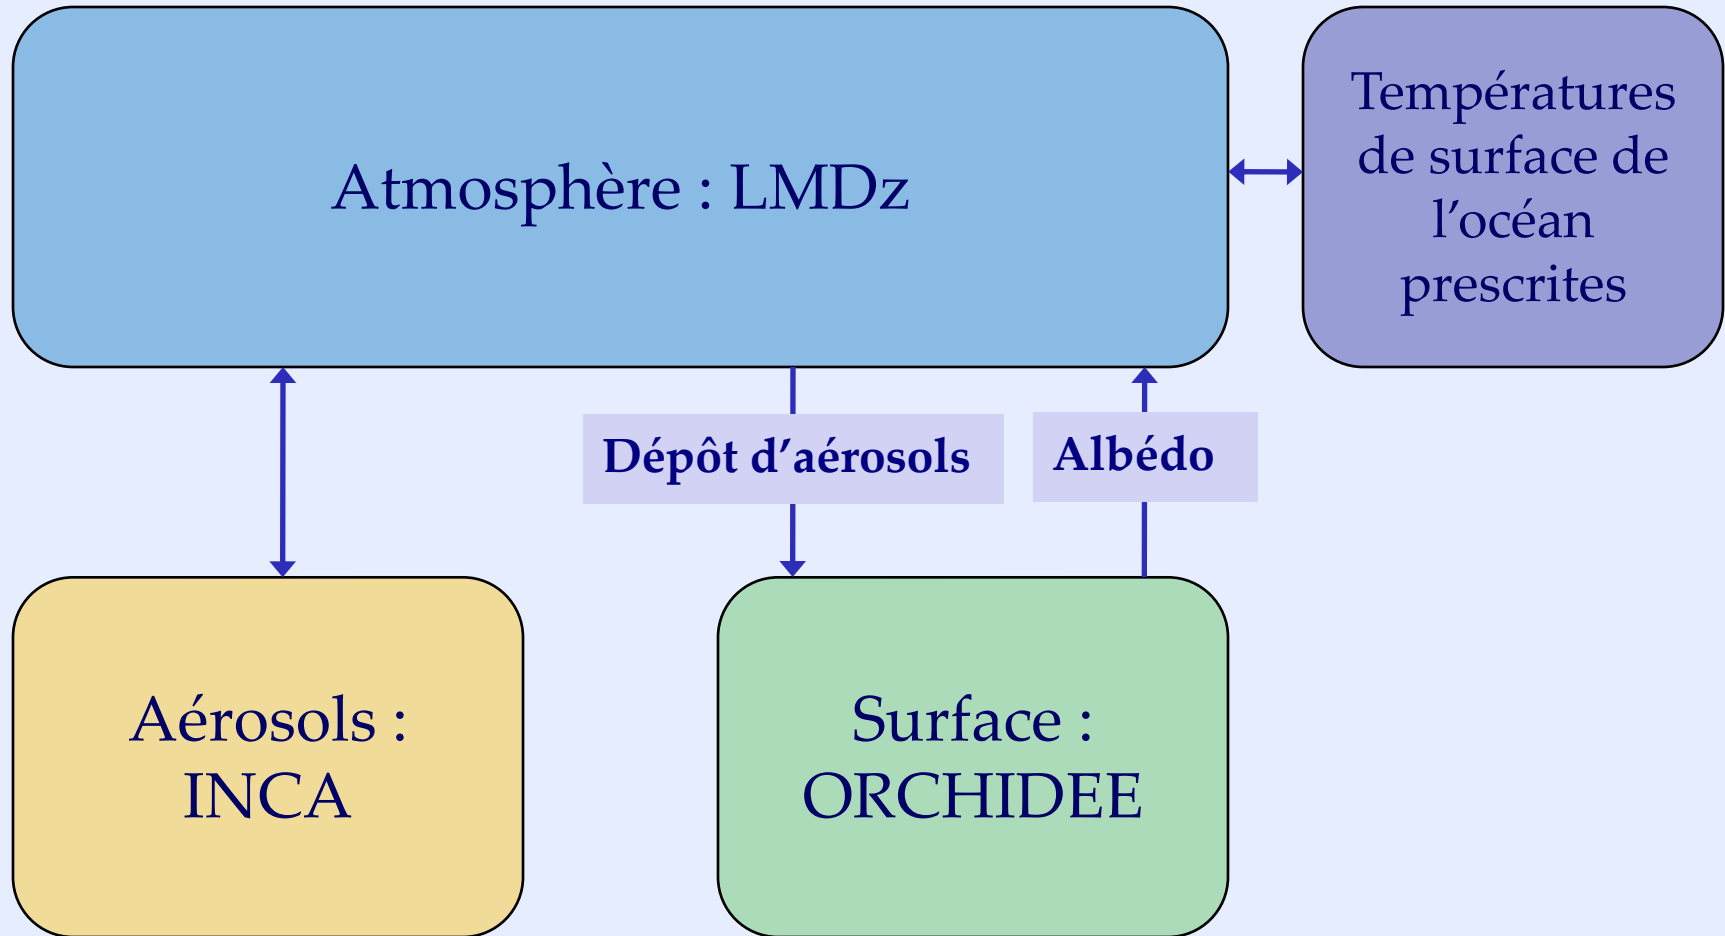 Atmosphère : LMDz
Températures
de surface de
l’océan
prescrites
Dépôt d’aérosols
Albédo
Aérosols :
INCA
Surface :
ORCHIDEE